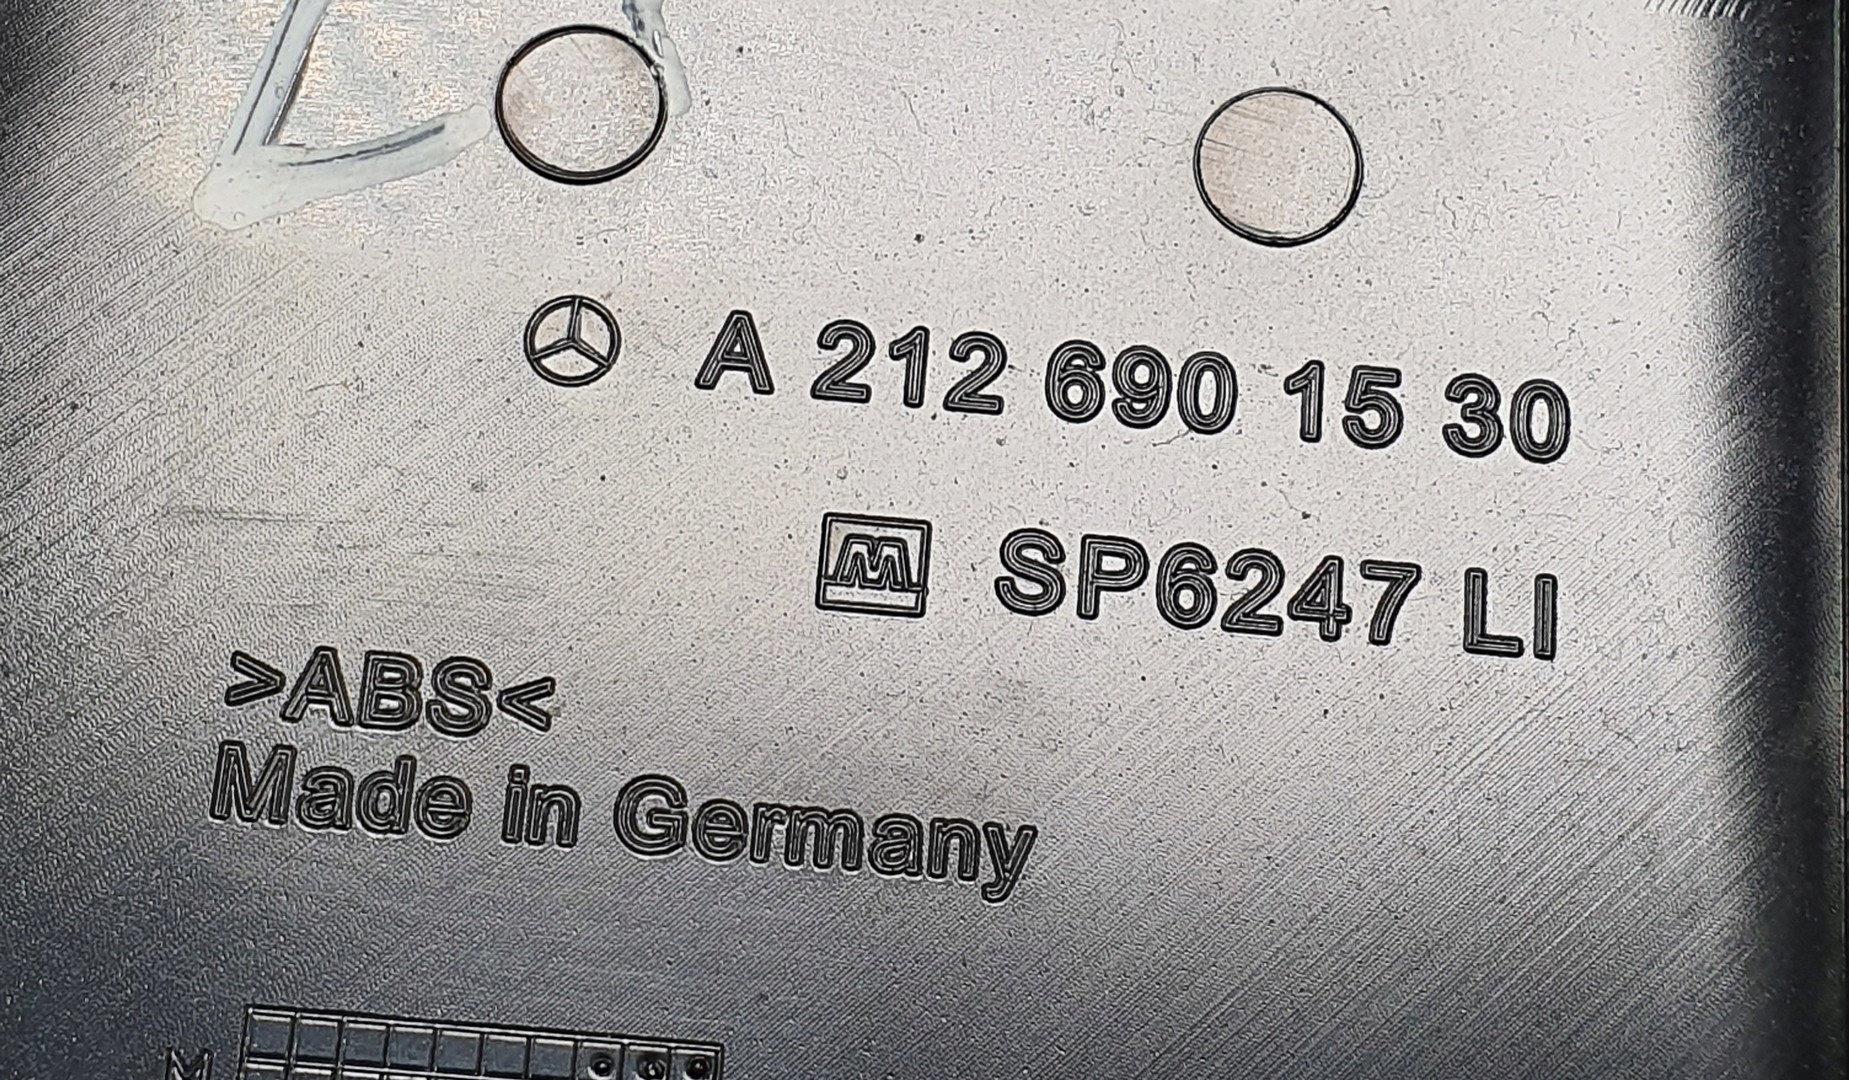 A 212 690 15 30
M SP6247 LI
>ABS<
Made in Germany
M